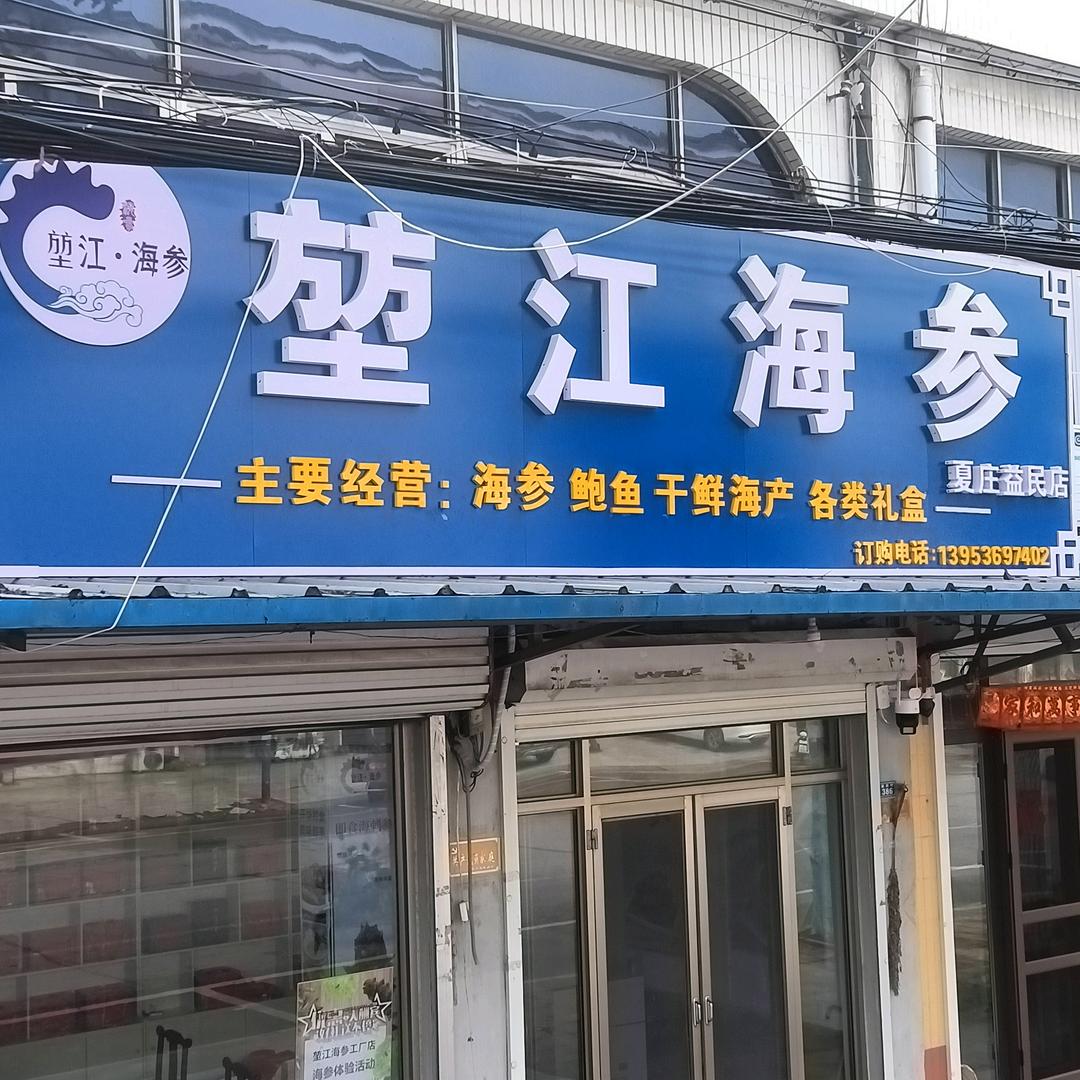 堃江·海参
堃江海参
夏庄益民店
主要经营：海参 鲍鱼 干鲜海产 各类礼盒
订购电话：13953697402
386
堃江海参工厂店
海参体验活动